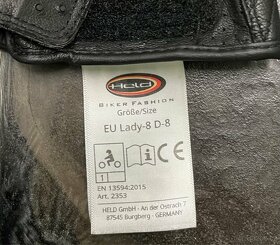 Held
BIKER FASHION
Größe/Size
EU Lady-8 D-8
1
i
CE
EN 13594:2015
Art. 2353
HELD GmbH · An der Ostrach 7
87545 Burgberg · GERMANY